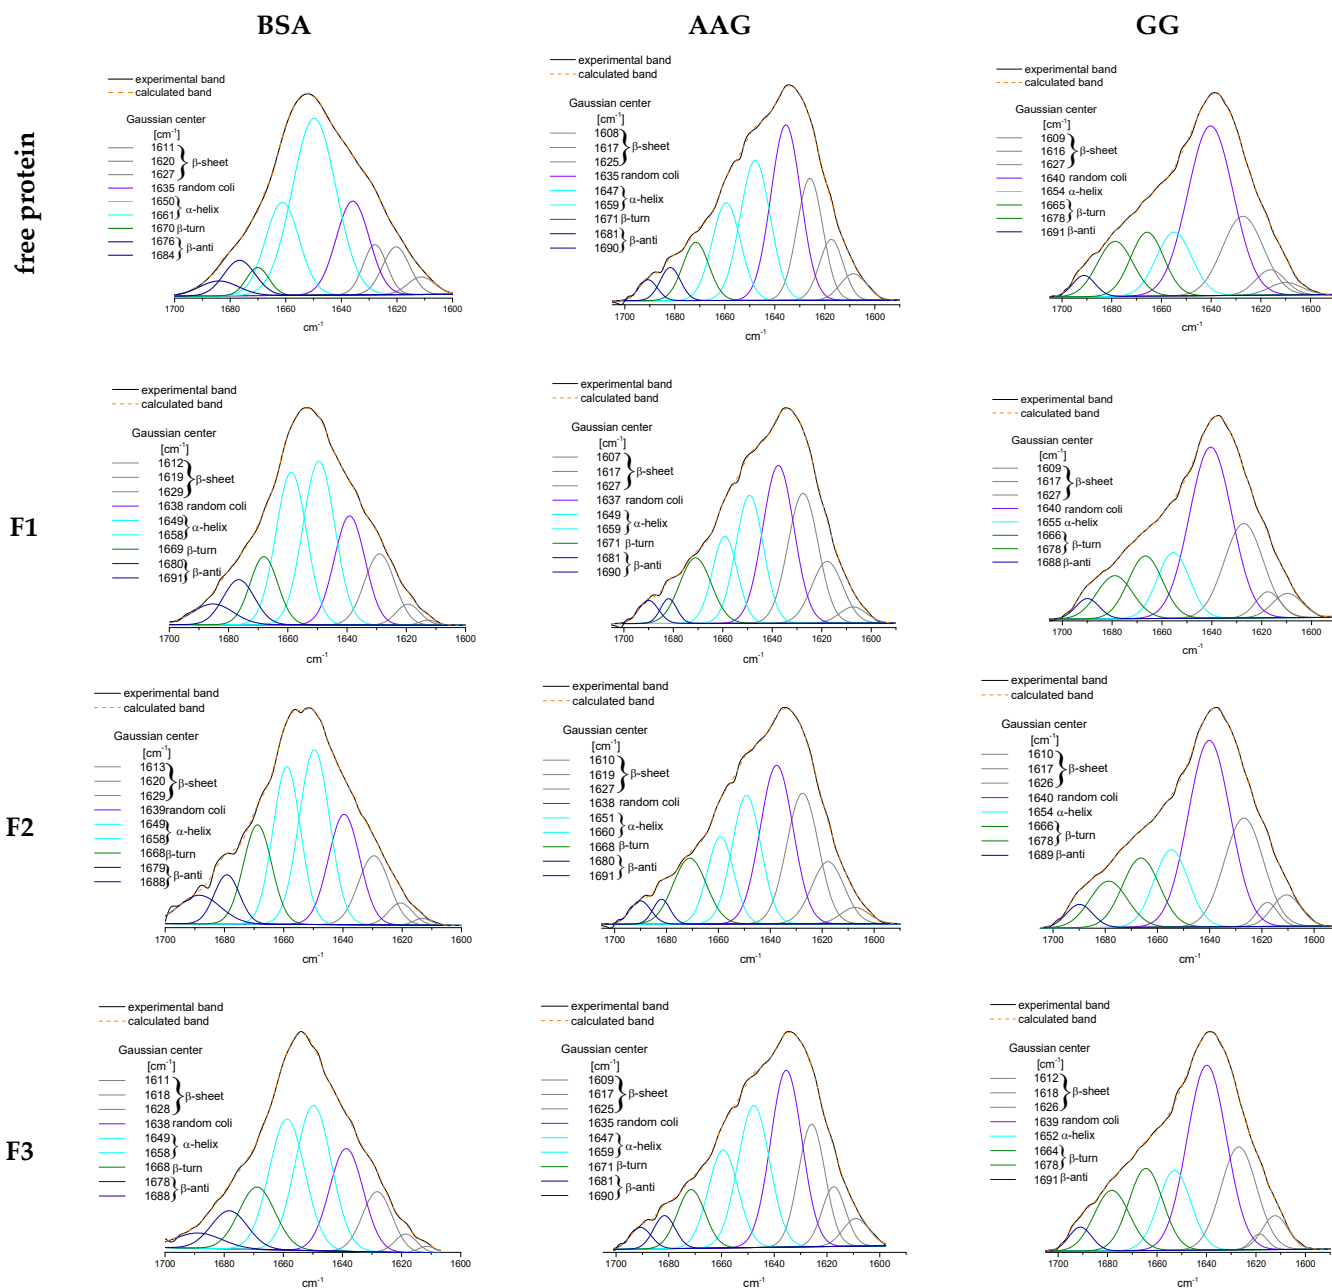 BSA AAG GG
free protein
experimental band
calculated band
Gaussian center
[cm-1]
1611
1620 β-sheet
1627
1635 random coli
1650
1661 α-helix
1670 β-turn
1676
1684 β-anti
1700 1680 1660 1640 1620 1600
cm-1
experimental band
calculated band
Gaussian center
[cm-1]
1608
1617 β-sheet
1625
1635 random coli
1647
1659 α-helix
1671 β-turn
1681
1690 β-anti
1700 1680 1660 1640 1620 1600
cm-1
experimental band
calculated band
Gaussian center
[cm-1]
1609
1616 β-sheet
1627
1640 random coli
1654 α-helix
1665
1678 β-turn
1691 β-anti
1700 1680 1660 1640 1620 1600
cm-1
F1
experimental band
calculated band
Gaussian center
[cm-1]
1612
1619 β-sheet
1629
1638 random coli
1649
1658 α-helix
1669 β-turn
1680
1691 β-anti
1700 1680 1660 1640 1620 1600
cm-1
experimental band
calculated band
Gaussian center
[cm-1]
1607
1617 β-sheet
1627
1637 random coli
1649
1659 α-helix
1671 β-turn
1681
1690 β-anti
1700 1680 1660 1640 1620 1600
cm-1
experimental band
calculated band
Gaussian center
[cm-1]
1609
1617 β-sheet
1627
1640 random coli
1655 α-helix
1666
1678 β-turn
1688 β-anti
1700 1680 1660 1640 1620 1600
cm-1
F2
experimental band
calculated band
Gaussian center
[cm-1]
1613
1620 β-sheet
1629
1639 random coli
1649
1658 α-helix
1668 β-turn
1679
1688 β-anti
1700 1680 1660 1640 1620 1600
cm-1
experimental band
calculated band
Gaussian center
[cm-1]
1610
1619 β-sheet
1627
1638 random coli
1651
1660 α-helix
1668 β-turn
1680
1691 β-anti
1700 1680 1660 1640 1620 1600
cm-1
experimental band
calculated band
Gaussian center
[cm-1]
1610
1617 β-sheet
1626
1640 random coli
1654 α-helix
1666
1678 β-turn
1689 β-anti
1700 1680 1660 1640 1620 1600
cm-1
F3
experimental band
calculated band
Gaussian center
[cm-1]
1611
1618 β-sheet
1628
1638 random coli
1649
1658 α-helix
1668 β-turn
1678
1688 β-anti
1700 1680 1660 1640 1620 1600
cm-1
experimental band
calculated band
Gaussian center
[cm-1]
1609
1617 β-sheet
1625
1635 random coli
1647
1659 α-helix
1671 β-turn
1681
1690 β-anti
1700 1680 1660 1640 1620 1600
cm-1
experimental band
calculated band
Gaussian center
[cm-1]
1612
1618 β-sheet
1626
1639 random coli
1652 α-helix
1664
1678 β-turn
1691 β-anti
1700 1680 1660 1640 1620 1600
cm-1